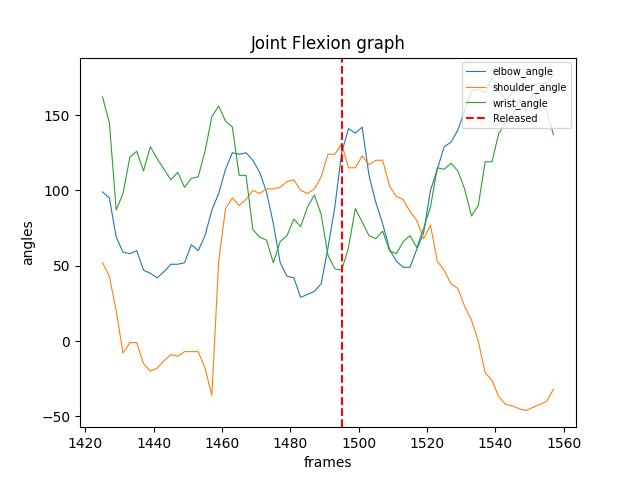 Joint Flexion graph
elbow_angle
shoulder_angle
wrist_angle
Released
angles
150
100
50
0
−50
1420
1440
1460
1480
1500
1520
1540
1560
frames